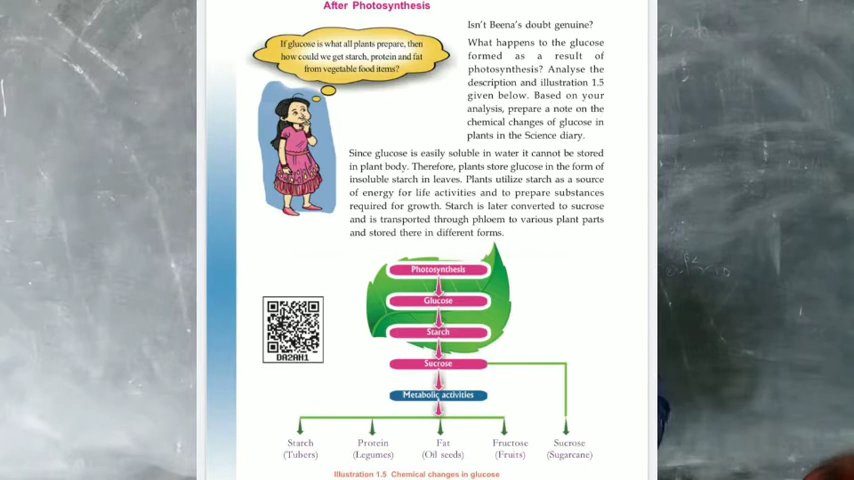 After Photosynthesis
If glucose is what all plants prepare, then
how could we get starch, protein and fat
from vegetable food items?
Isn't Beena's doubt genuine?
What happens to the glucose
formed as a result of
photosynthesis? Analyse the
description and illustration 1.5
given below. Based on your
analysis, prepare a note on the
chemical changes of glucose in
plants in the Science diary.
Since glucose is easily soluble in water it cannot be stored
in plant body. Therefore, plants store glucose in the form of
insoluble starch in leaves. Plants utilize starch as a source
of energy for life activities and to prepare substances
required for growth. Starch is later converted to sucrose
and is transported through phloem to various plant parts
and stored there in different forms.
Photosynthesis
Glucose
Starch
Sucrose
Metabolic activities
DA2AH1
Starch Protein Fat Fructose Sucrose
(Tubers) (Legumes) (Oil seeds) (Fruits) (Sugarcane)
Illustration 1.5 Chemical changes in glucose